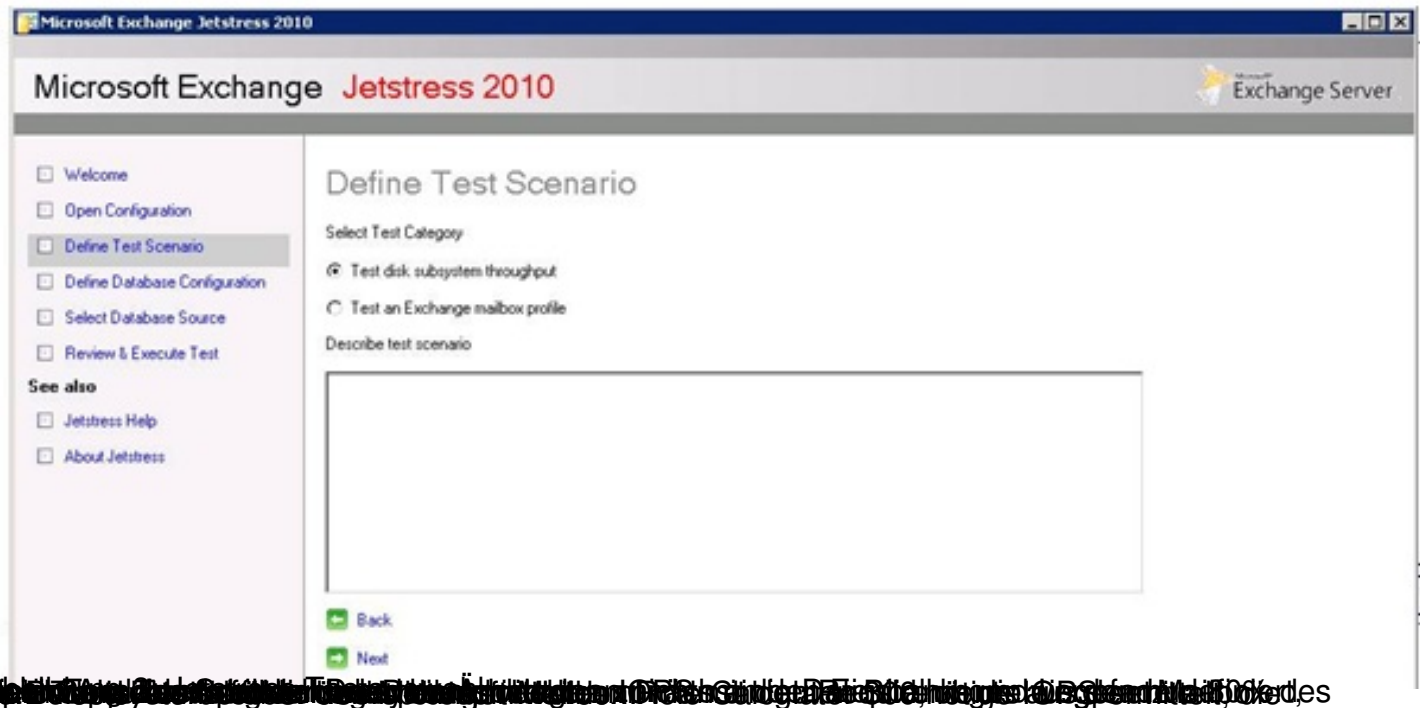 Microsoft Exchange Jetstress 2010
Microsoft Exchange Jetstress 2010
Microsoft
Exchange Server
Welcome
Open Configuration
Define Test Scenario
Define Database Configuration
Select Database Source
Review & Execute Test
See also
Jetstress Help
About Jetstress
Define Test Scenario
Select Test Category
Test disk subsystem throughput
Test an Exchange mailbox profile
Describe test scenario
Back
Next